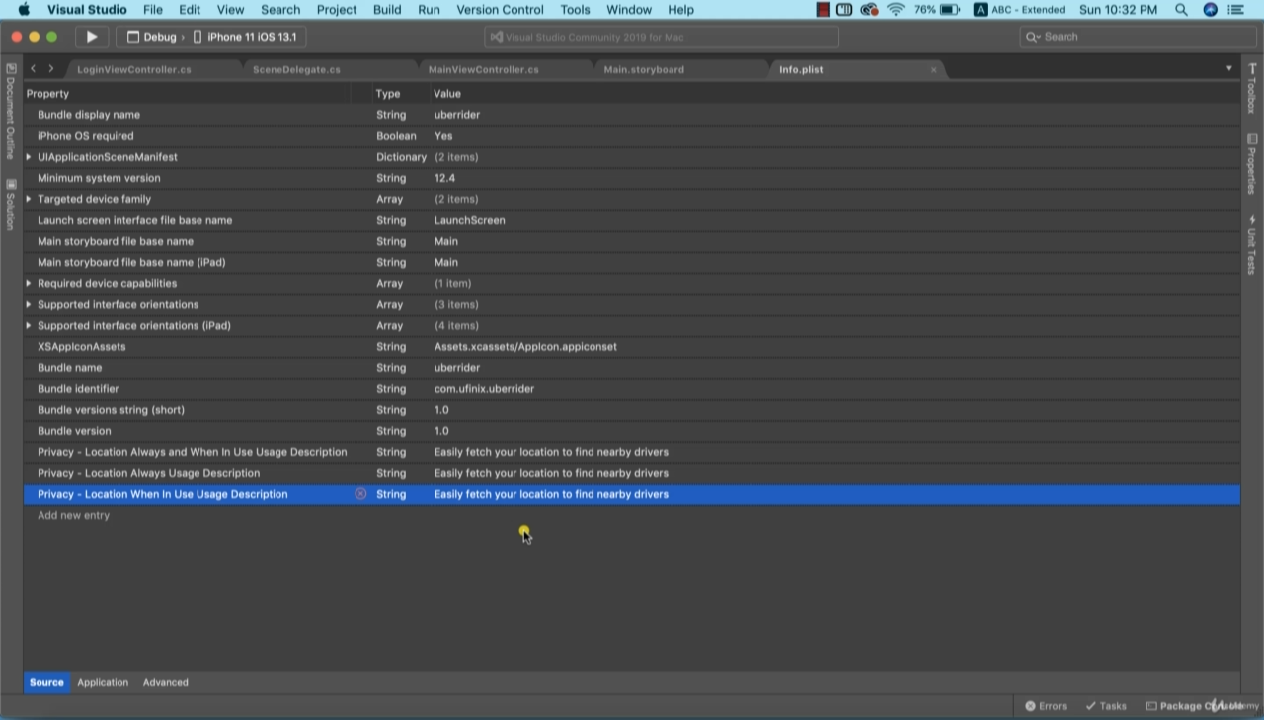 Visual Studio File Edit View Search Project Build Run Version Control Tools Window Help 76% A ABC - Extended Sun 10:32 PM
Debug › iPhone 11 iOS 13.1 Visual Studio Community 2019 for Mac Search
LoginViewController.cs SceneDelegate.cs MainViewController.cs Main.storyboard Info.plist ×
Document Outline
Solution
Toolbox
Properties
Unit Tests
Property Type Value
Bundle display name String uberrider
iPhone OS required Boolean Yes
UIApplicationSceneManifest Dictionary (2 items)
Minimum system version String 12.4
Targeted device family Array (2 items)
Launch screen interface file base name String LaunchScreen
Main storyboard file base name String Main
Main storyboard file base name (iPad) String Main
Required device capabilities Array (1 item)
Supported interface orientations Array (3 items)
Supported interface orientations (iPad) Array (4 items)
XSAppIconAssets String Assets.xcassets/AppIcon.appiconset
Bundle name String uberrider
Bundle identifier String com.ufinix.uberrider
Bundle versions string (short) String 1.0
Bundle version String 1.0
Privacy - Location Always and When In Use Usage Description String Easily fetch your location to find nearby drivers
Privacy - Location Always Usage Description String Easily fetch your location to find nearby drivers
Privacy - Location When In Use Usage Description String Easily fetch your location to find nearby drivers
Add new entry
Source Application Advanced
Errors Tasks Package